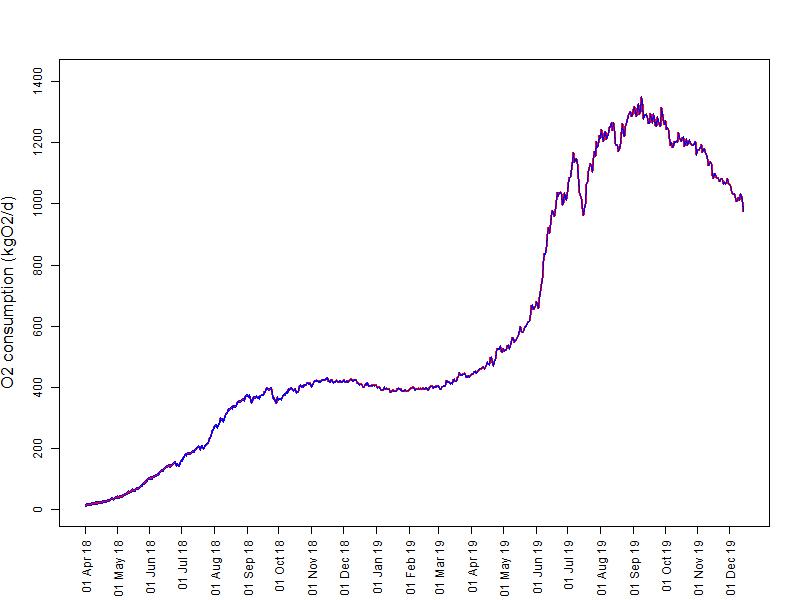 O2 consumption (kgO2/d)
1400
1200
1000
800
600
400
200
0
01 Apr 18
01 May 18
01 Jun 18
01 Jul 18
01 Aug 18
01 Sep 18
01 Oct 18
01 Nov 18
01 Dec 18
01 Jan 19
01 Feb 19
01 Mar 19
01 Apr 19
01 May 19
01 Jun 19
01 Jul 19
01 Aug 19
01 Sep 19
01 Oct 19
01 Nov 19
01 Dec 19